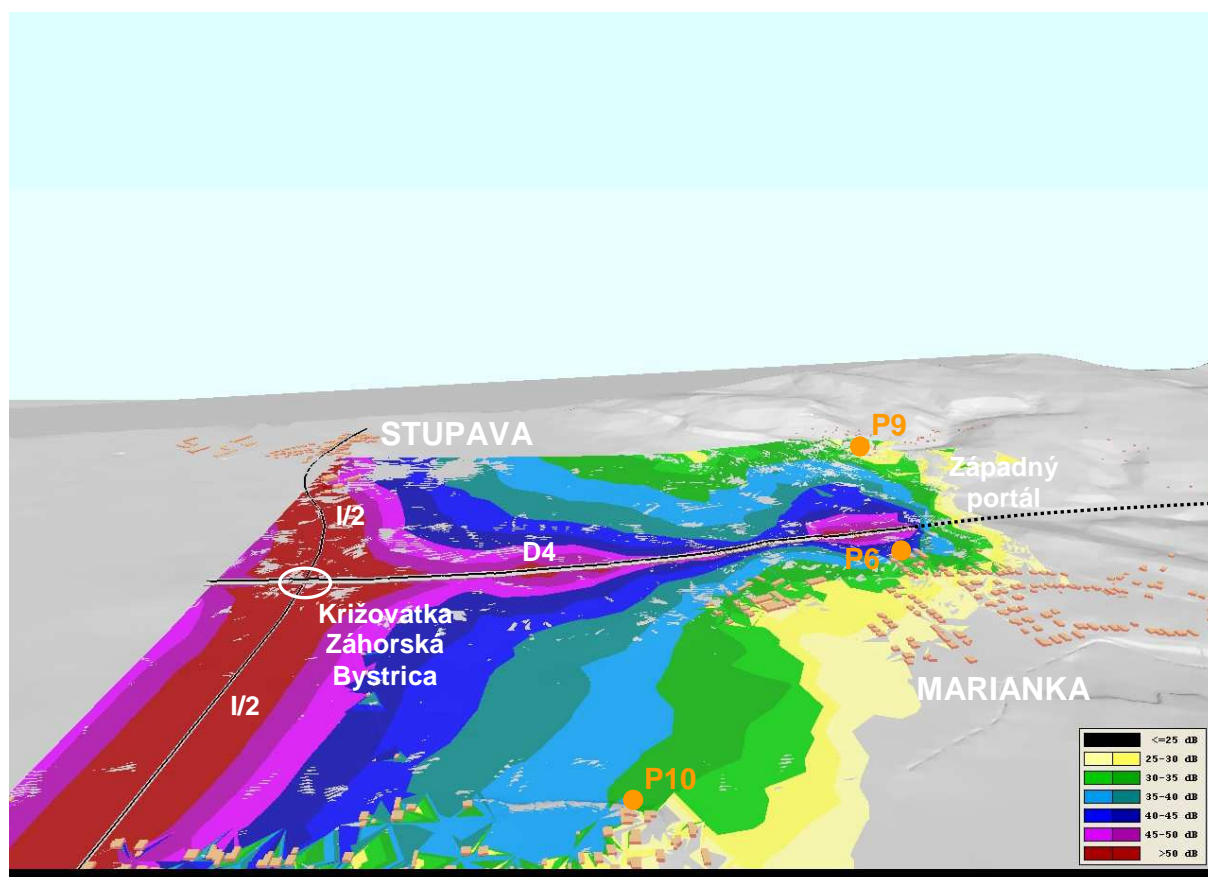 P9
STUPAVA
Západný
portál
I/2
D4
P6
Križovatka
Záhorská
Bystrica
MARIANKA
I/2
P10
<=25 dB
25-30 dB
30-35 dB
35-40 dB
40-45 dB
45-50 dB
>50 dB